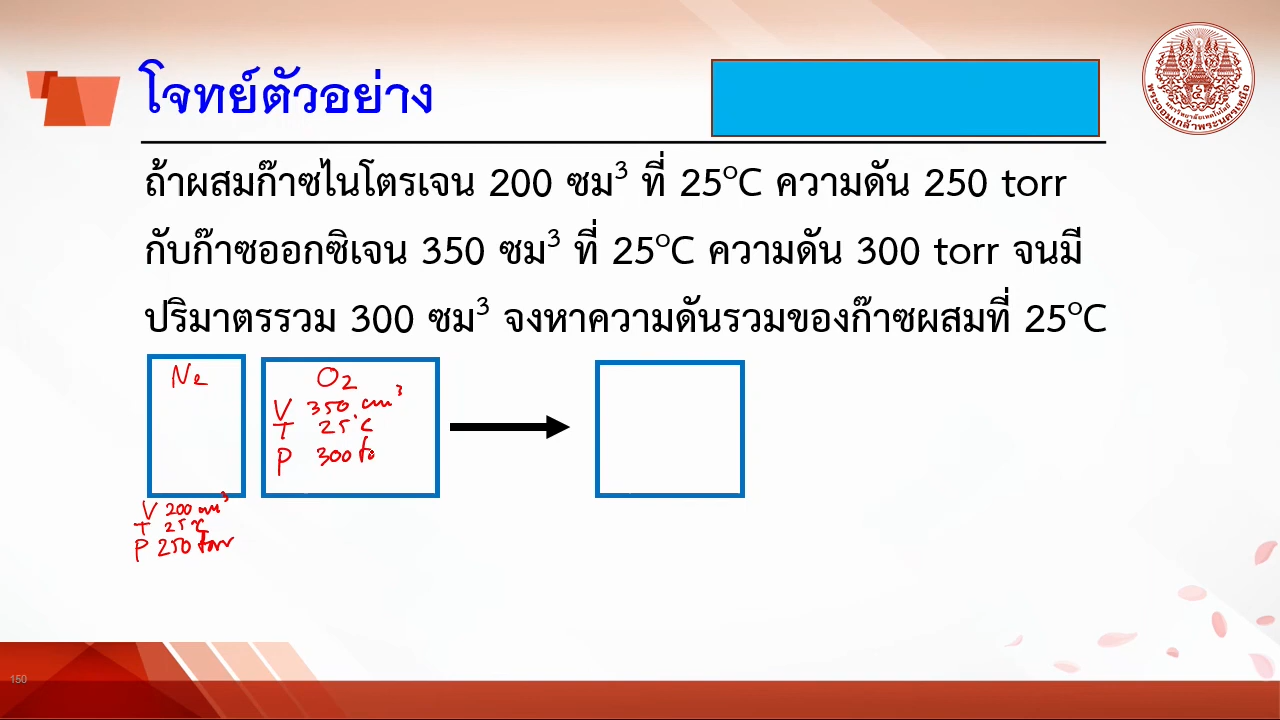 โจทย์ตัวอย่าง
ถ้าผสมก๊าซไนโตรเจน 200 ซม³ ที่ 25°C ความดัน 250 torr
กับก๊าซออกซิเจน 350 ซม³ ที่ 25°C ความดัน 300 torr จนมี
ปริมาตรรวม 300 ซม³ จงหาความดันรวมของก๊าซผสมที่ 25°C
N₂
O₂
V 350 cm³
T 25°C
P 300 to
V 200 cm³
T 25°C
P 250 torr
150